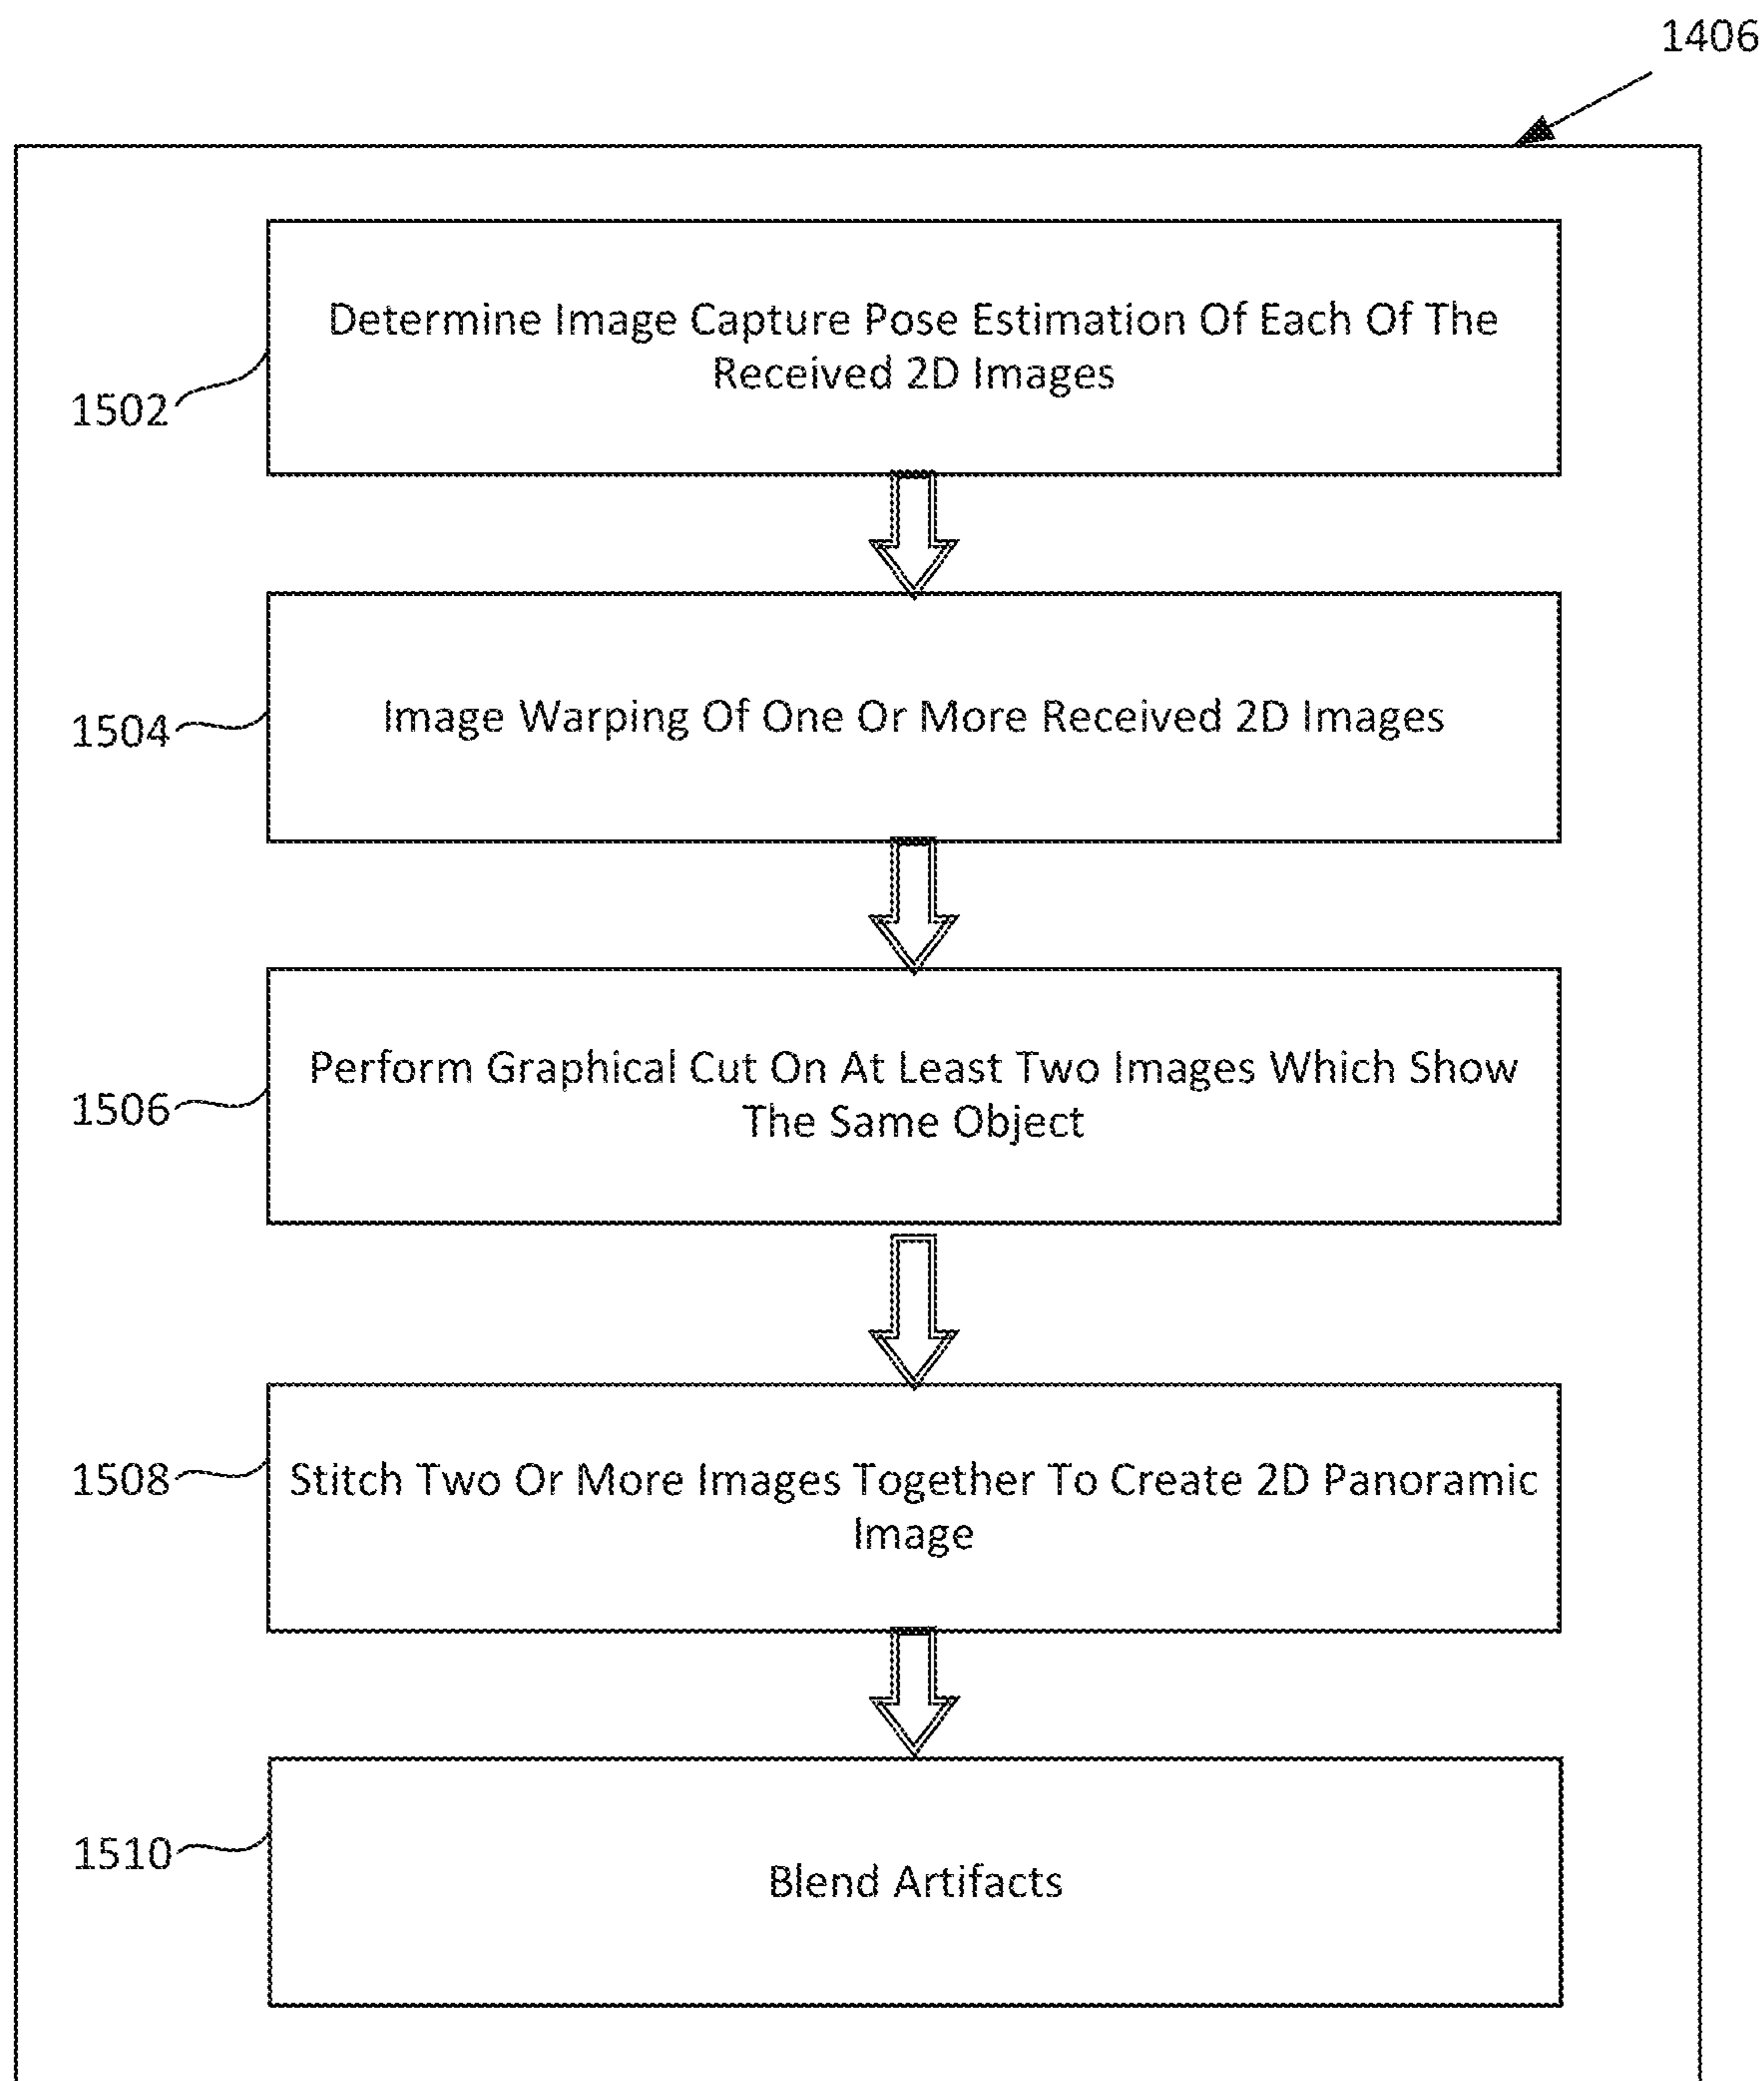 1406
Determine Image Capture Pose Estimation Of Each Of The
Received 2D Images
1502
Image Warping Of One Or More Received 2D Images
1504
Perform Graphical Cut On At Least Two Images Which Show
The Same Object
1506
Stitch Two Or More Images Together To Create 2D Panoramic
Image
1508
Blend Artifacts
1510